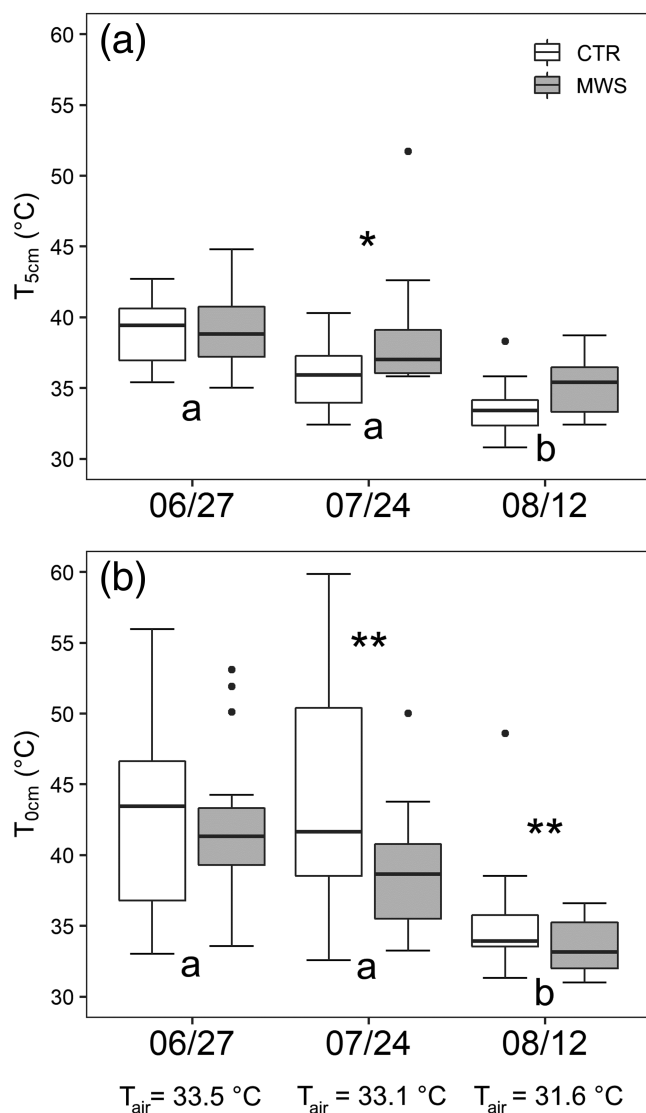 (a)
CTR
MWS
60
55
50
45
40
35
30
T5cm (°C)
*
a
a
b
06/27
07/24
08/12
(b)
60
55
50
45
40
35
30
T0cm (°C)
**
**
a
a
b
06/27
07/24
08/12
Tair= 33.5 °C Tair= 33.1 °C Tair= 31.6 °C